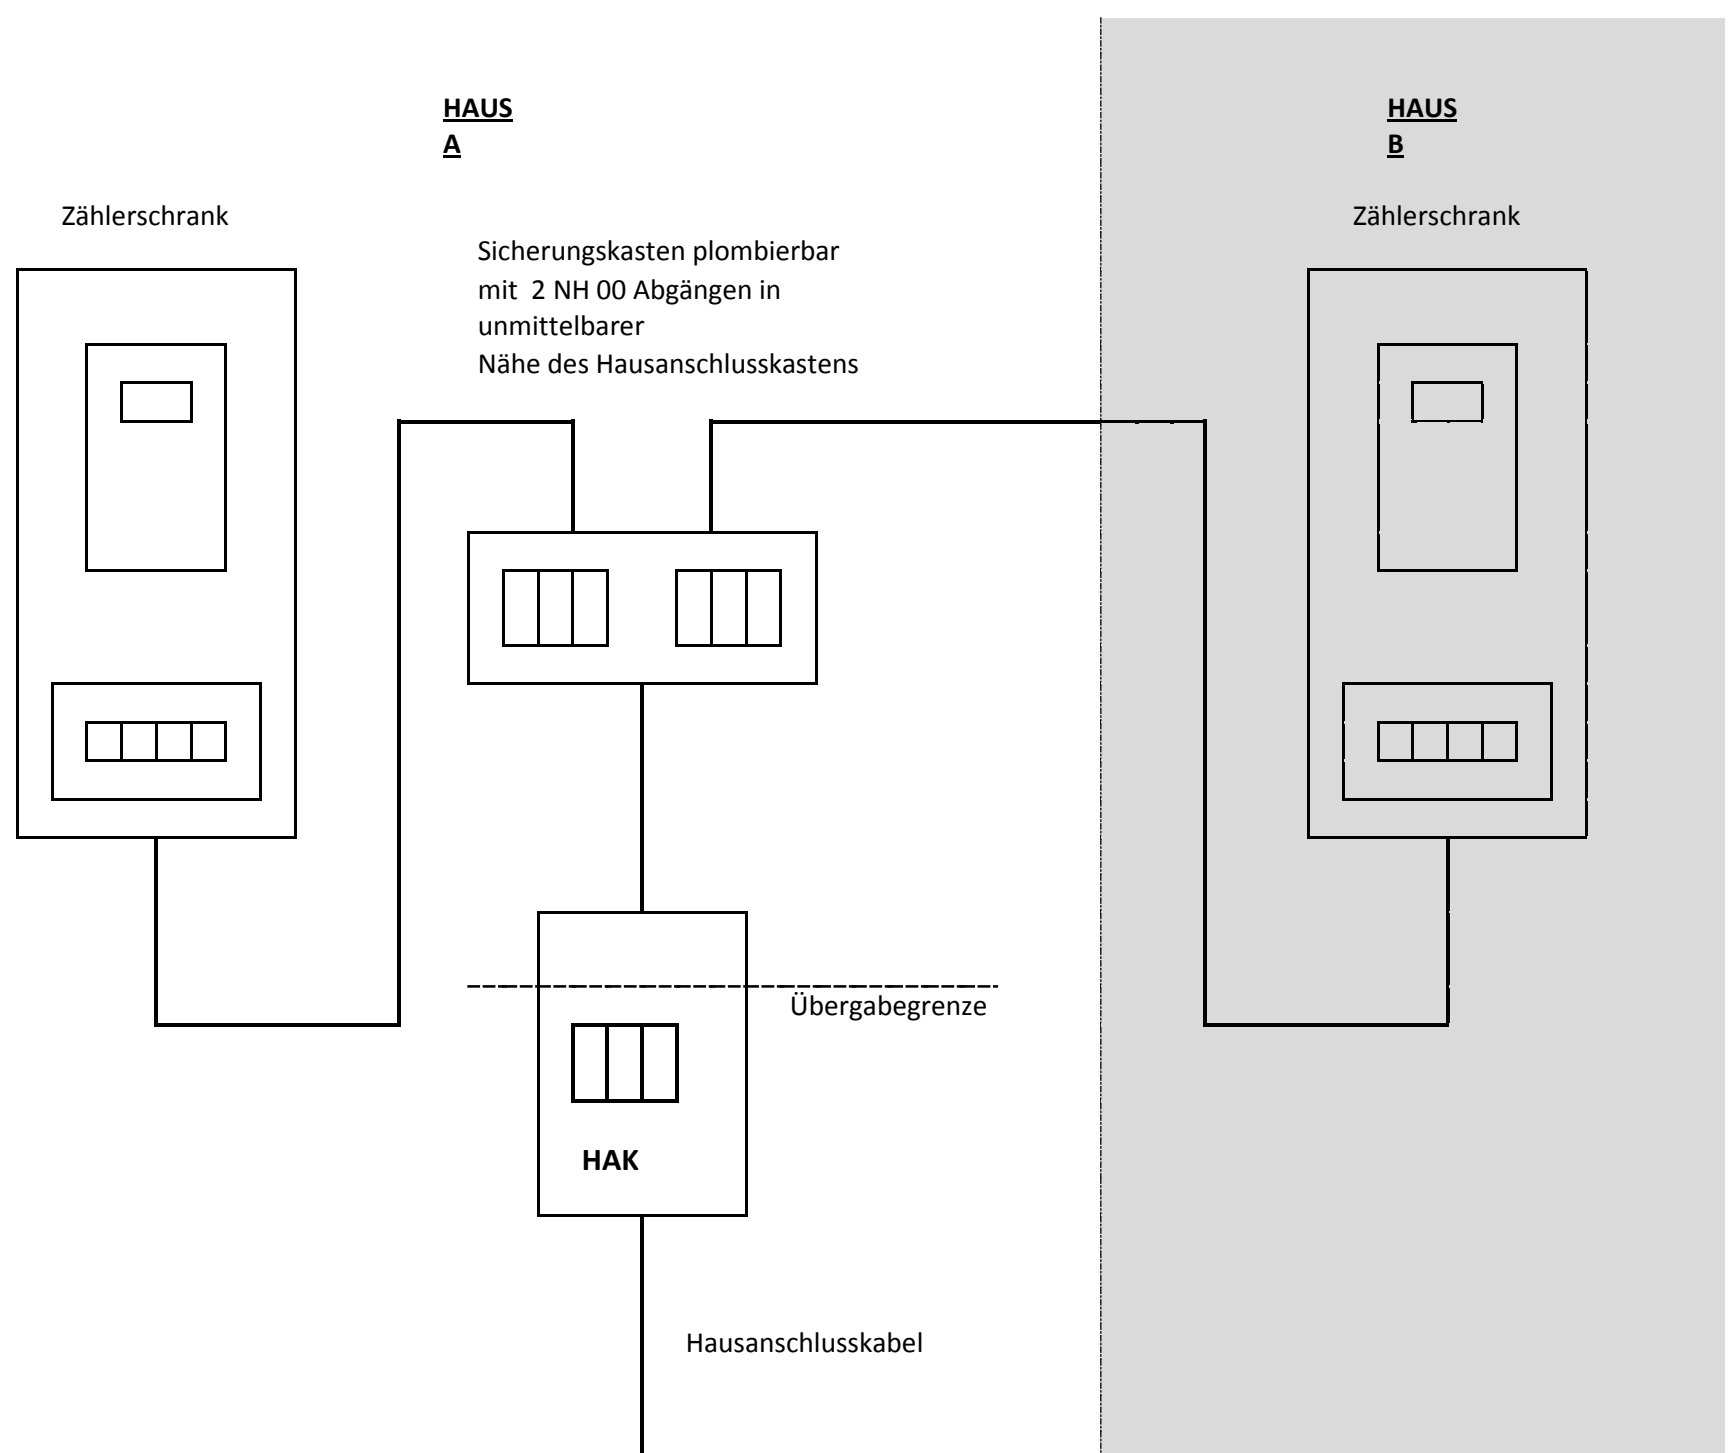 HAUS
A
HAUS
B
Zählerschrank
Zählerschrank
Sicherungskasten plombierbar
mit 2 NH 00 Abgängen in
unmittelbarer
Nähe des Hausanschlusskastens
Übergabegrenze
HAK
Hausanschlusskabel